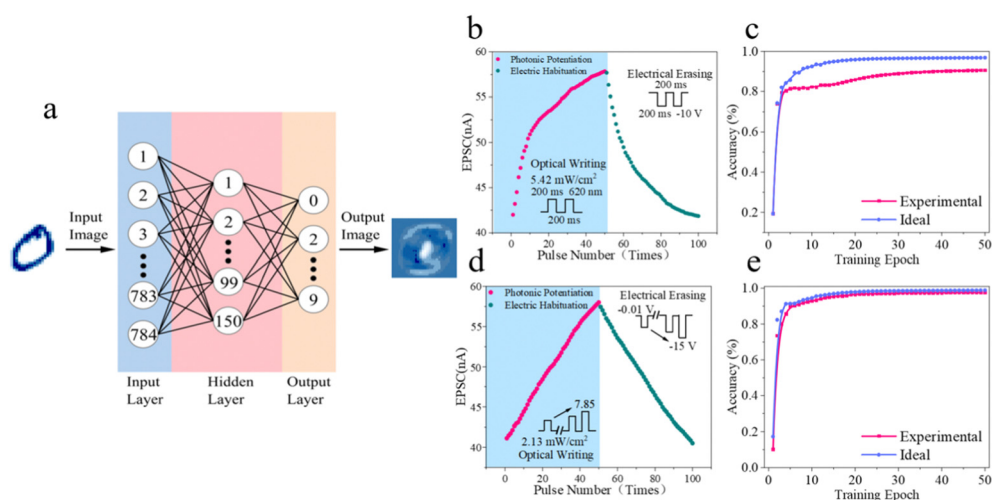 a
Input
Image
1
2
3
783
784
1
2
99
150
0
2
9
Output
Image
Input
Layer
Hidden
Layer
Output
Layer
b
60
55
50
45
40
EPSC(nA)
Photonic Potentiation
Electric Habituation
Electrical Erasing
200 ms
200 ms -10 V
Optical Writing
5.42 mW/cm²
200 ms 620 nm
200 ms
0 20 40 60 80 100
Pulse Number (Times)
c
1.0
0.8
0.6
0.4
0.2
0.0
Accuracy (%)
Experimental
Ideal
0 10 20 30 40 50
Training Epoch
d
60
55
50
45
40
EPSC(nA)
Photonic Potentiation
Electric Habituation
Electrical Erasing
-0.01 V
-15 V
7.85
2.13 mW/cm²
Optical Writing
0 20 40 60 80 100
Pulse Number (Times)
e
1.0
0.8
0.6
0.4
0.2
0.0
Accuracy (%)
Experimental
Ideal
0 10 20 30 40 50
Training Epoch